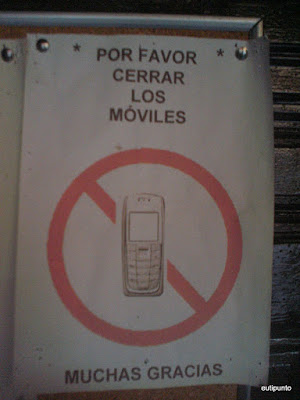 * POR FAVOR *
CERRAR
LOS
MÓVILES
MUCHAS GRACIAS
eutipunto